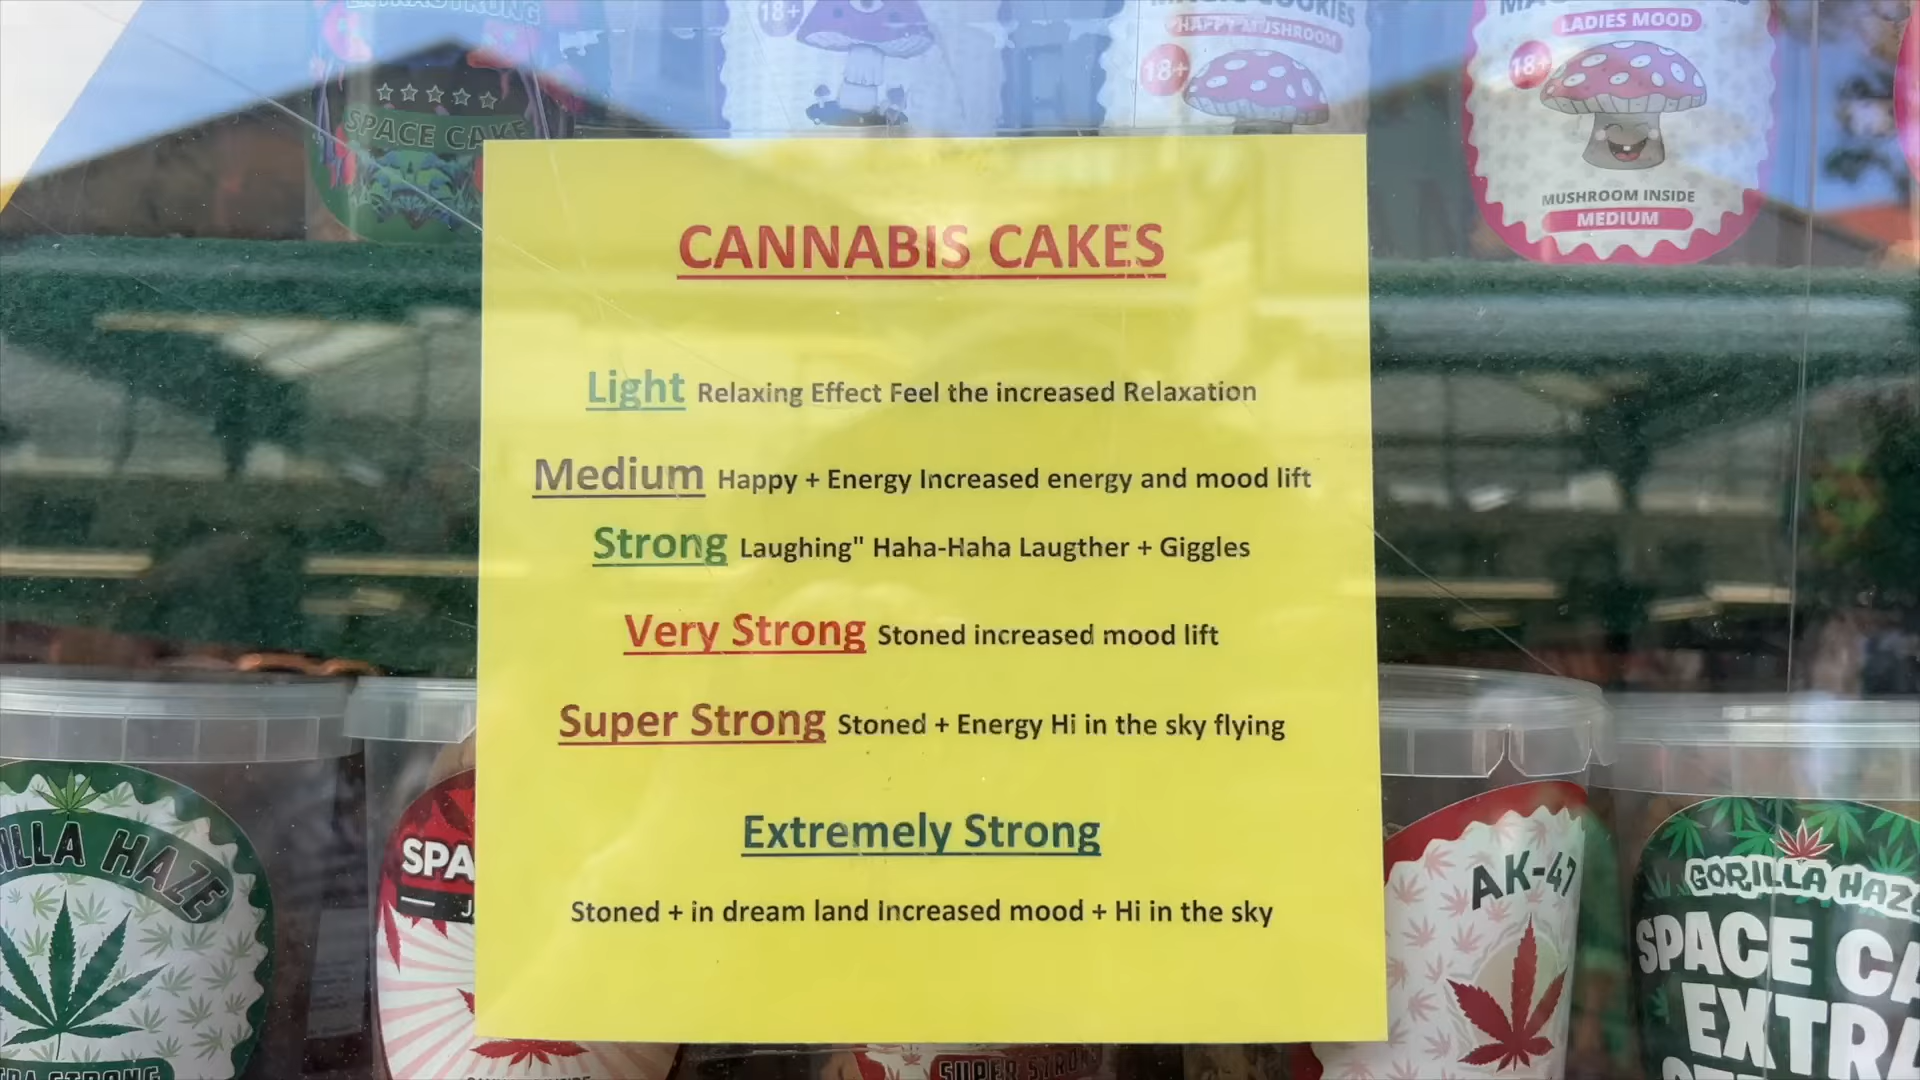 EXTRASTRONG
18+
COOKIES
LADIES MOOD
HAPPY MUSHROOM
18+
18+
SPACE CAKE
MUSHROOM INSIDE
MEDIUM
CANNABIS CAKES
Light Relaxing Effect Feel the increased Relaxation
Medium Happy + Energy Increased energy and mood lift
Strong Laughing" Haha-Haha Laugther + Giggles
Very Strong Stoned increased mood lift
Super Strong Stoned + Energy Hi in the sky flying
Extremely Strong
Stoned + in dream land Increased mood + Hi in the sky
ILLA HAZE
SPA
AK-47
GORILLA HAZE
SPACE CA
EXTRA
SUPER STRONG